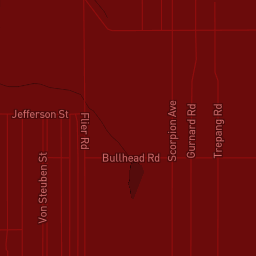 Jefferson St
Flier Rd
Bullhead Rd
Scorpion Ave
Gurnard Rd
Trepang Rd
Von Steuben St